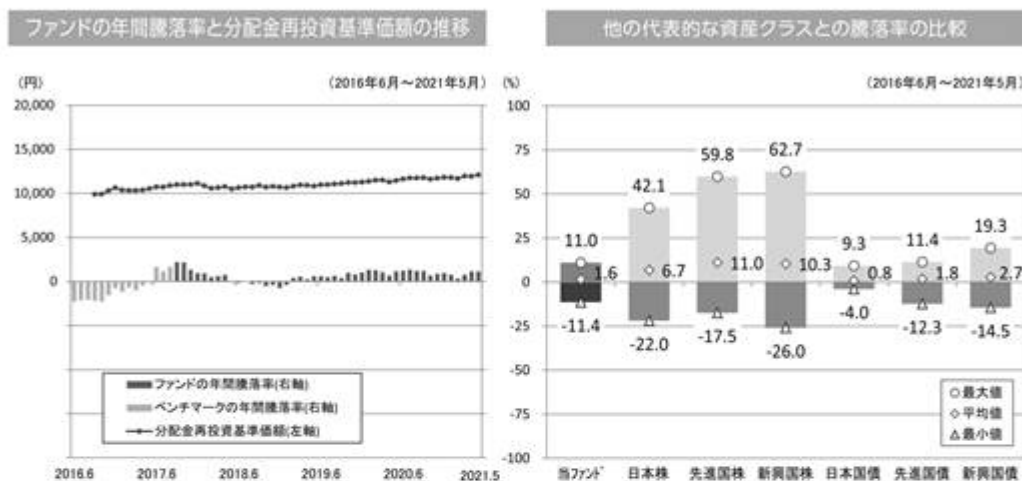 ファンドの年間騰落率と分配金再投資基準価額の推移
(円)
(2016年6月～2021年5月)
20,000
15,000
10,000
5,000
0
ファンドの年間騰落率(右軸)
ベンチマークの年間騰落率(右軸)
分配金再投資基準価額(左軸)
2016.6 2017.6 2018.6 2019.6 2020.6 2021.5
他の代表的な資産クラスとの騰落率の比較
(%)
(2016年6月～2021年5月)
100
75
50
25
0
-25
-50
-75
-100
11.0 42.1 59.8 62.7 9.3 11.4 19.3
1.6 6.7 11.0 10.3 0.8 1.8 2.7
-11.4 -22.0 -17.5 -26.0 -4.0 -12.3 -14.5
最大値
平均値
最小値
当ファンド 日本株 先進国株 新興国株 日本国債 先進国債 新興国債